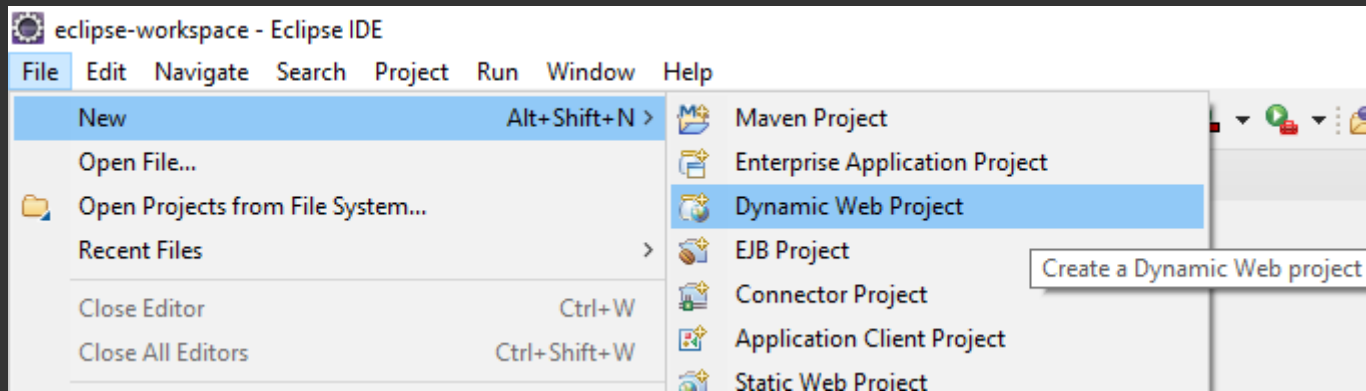 eclipse-workspace - Eclipse IDE
File Edit Navigate Search Project Run Window Help
New Alt+Shift+N >
Open File...
Open Projects from File System...
Recent Files >
Close Editor Ctrl+W
Close All Editors Ctrl+Shift+W
Maven Project
Enterprise Application Project
Dynamic Web Project
EJB Project
Create a Dynamic Web project
Connector Project
Application Client Project
Static Web Project